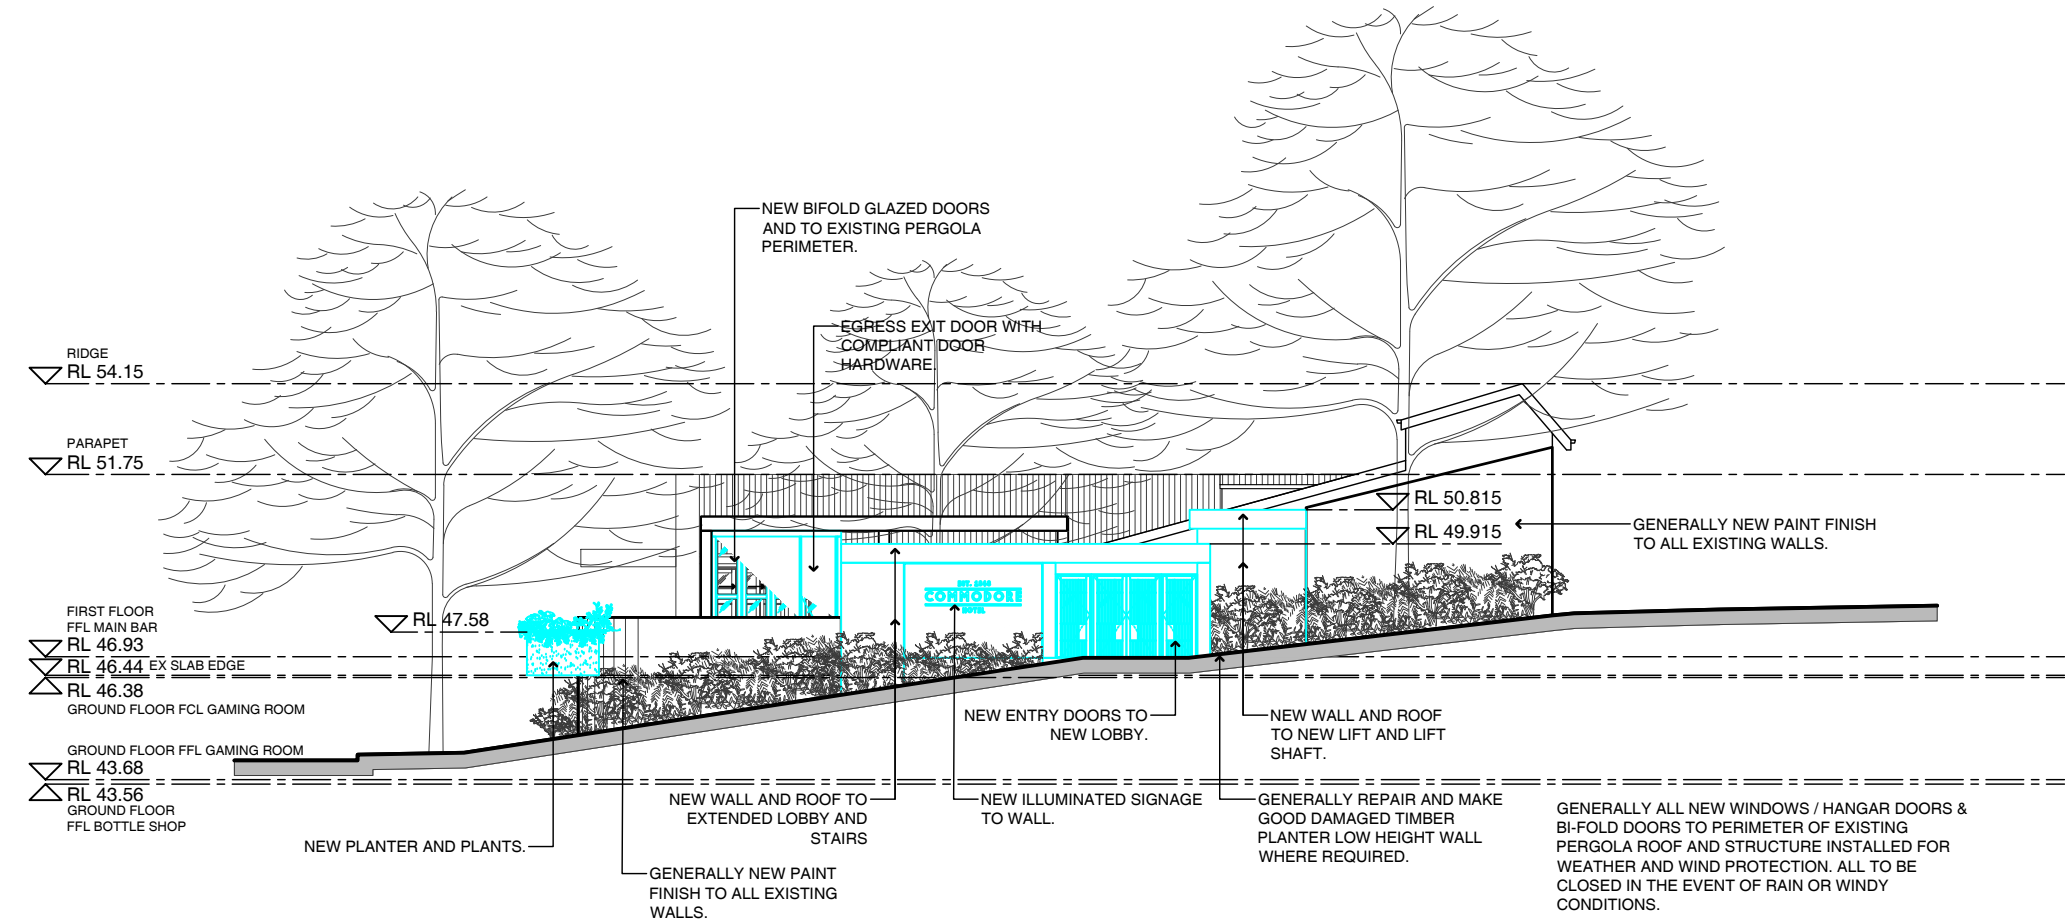 NEW BIFOLD GLAZED DOORS
AND TO EXISTING PERGOLA
PERIMETER.
EGRESS EXIT DOOR WITH
COMPLIANT DOOR
HARDWARE.
RIDGE
RL 54.15
PARAPET
RL 51.75
RL 50.815
RL 49.915
GENERALLY NEW PAINT FINISH
TO ALL EXISTING WALLS.
COMMODORE
HOTEL
RL 47.58
FIRST FLOOR
FFL MAIN BAR
RL 46.93
RL 46.44 EX SLAB EDGE
RL 46.38
GROUND FLOOR FCL GAMING ROOM
GROUND FLOOR FFL GAMING ROOM
RL 43.68
RL 43.56
GROUND FLOOR
FFL BOTTLE SHOP
NEW PLANTER AND PLANTS.
GENERALLY NEW PAINT
FINISH TO ALL EXISTING
WALLS.
NEW WALL AND ROOF TO
EXTENDED LOBBY AND
STAIRS
NEW ILLUMINATED SIGNAGE
TO WALL.
NEW ENTRY DOORS TO
NEW LOBBY.
NEW WALL AND ROOF
TO NEW LIFT AND LIFT
SHAFT.
GENERALLY REPAIR AND MAKE
GOOD DAMAGED TIMBER
PLANTER LOW HEIGHT WALL
WHERE REQUIRED.
GENERALLY ALL NEW WINDOWS / HANGAR DOORS &
BI-FOLD DOORS TO PERIMETER OF EXISTING
PERGOLA ROOF AND STRUCTURE INSTALLED FOR
WEATHER AND WIND PROTECTION. ALL TO BE
CLOSED IN THE EVENT OF RAIN OR WINDY
CONDITIONS.